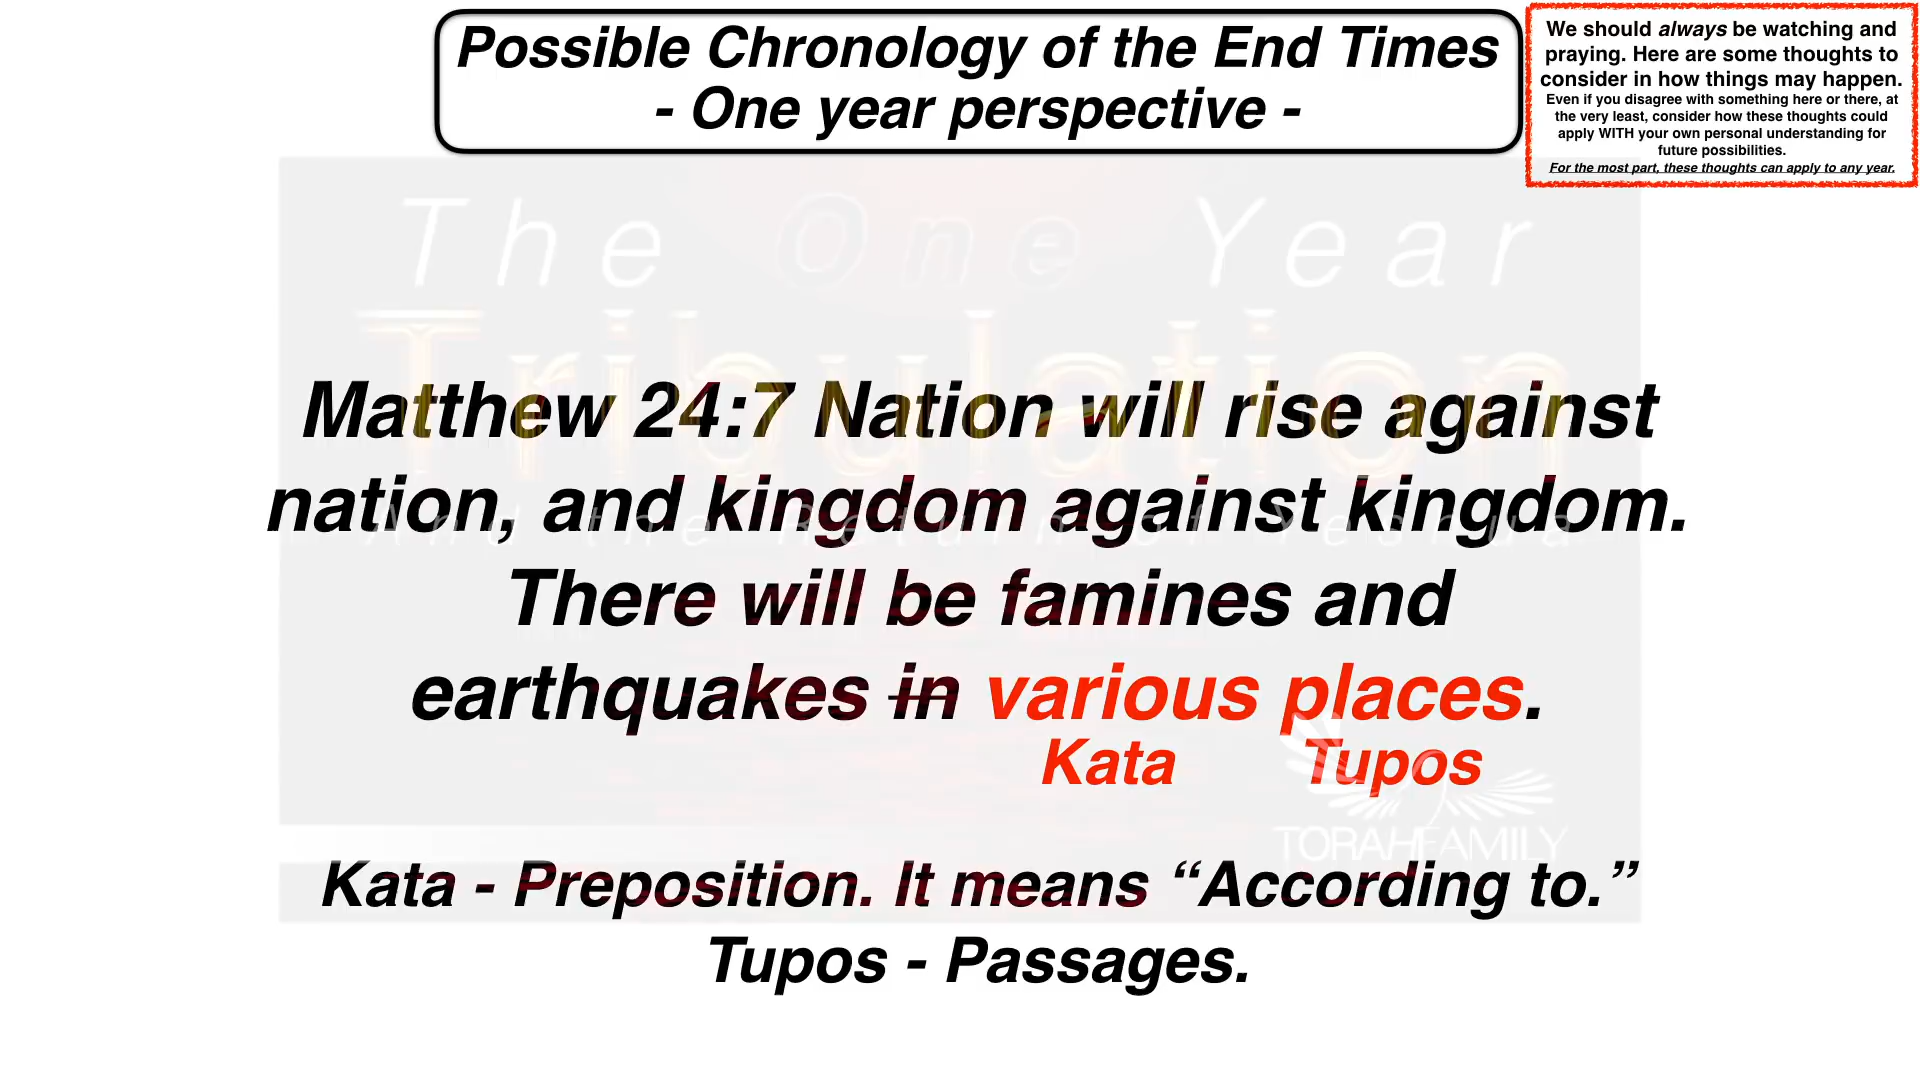 Possible Chronology of the End Times
- One year perspective -
We should always be watching and
praying. Here are some thoughts to
consider in how things may happen.
Even if you disagree with something here or there, at
the very least, consider how these thoughts could
apply WITH your own personal understanding for
future possibilities.
For the most part, these thoughts can apply to any year.
The One Year
Tribulation
And the Return of Yeshua
Matthew 24:7 Nation will rise against
nation, and kingdom against kingdom.
There will be famines and
earthquakes in various places.
Kata Tupos
TORAHFAMILY
Kata - Preposition. It means “According to.”
Tupos - Passages.